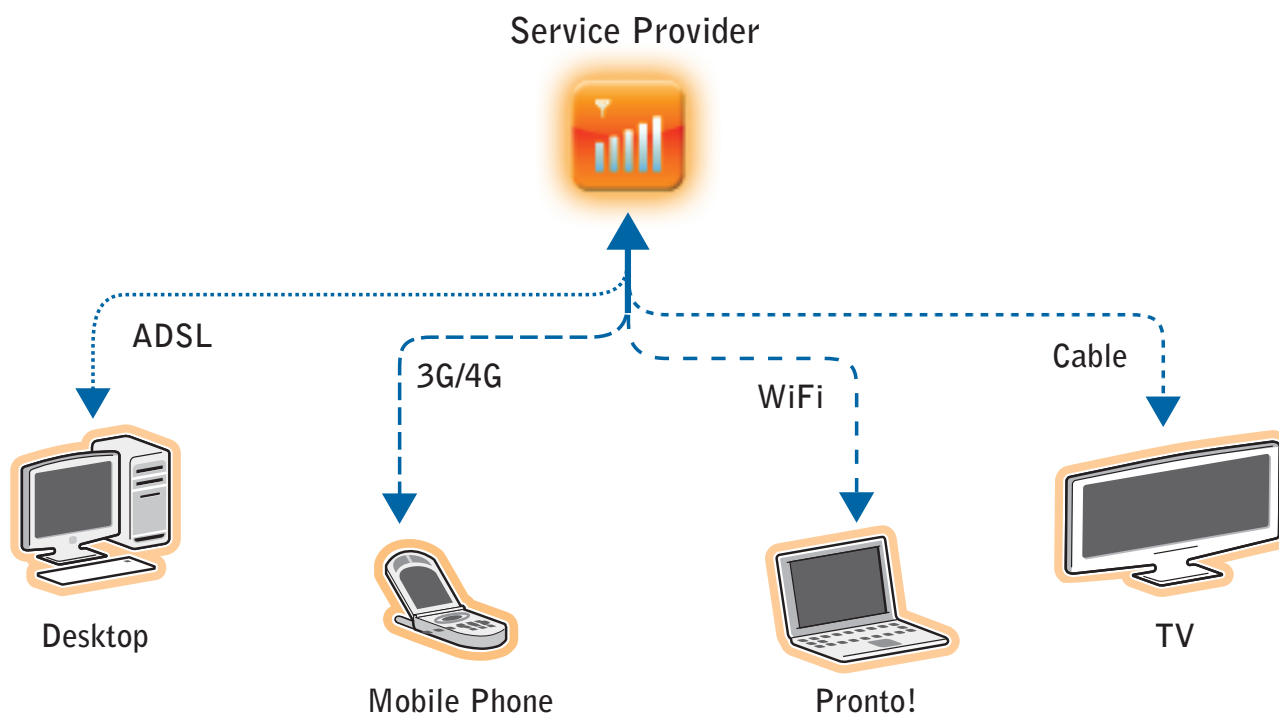 Service Provider
ADSL
3G/4G
WiFi
Cable
Desktop
Mobile Phone
Pronto!
TV